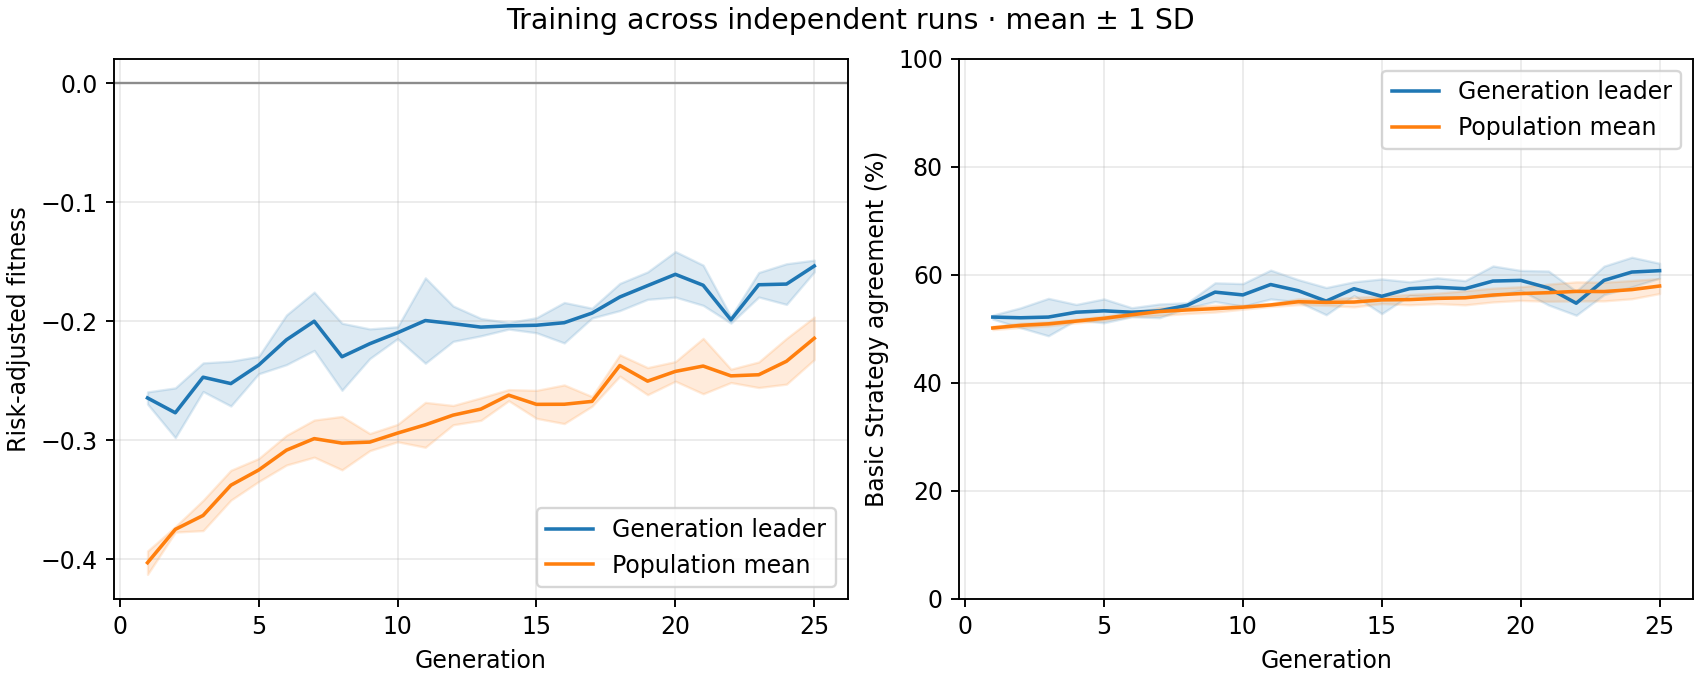 Training across independent runs · mean ± 1 SD
0.0
−0.1
−0.2
−0.3
−0.4
Risk-adjusted fitness
Generation leader
Population mean
0 5 10 15 20 25
Generation
100
80
60
40
20
0
Basic Strategy agreement (%)
Generation leader
Population mean
0 5 10 15 20 25
Generation